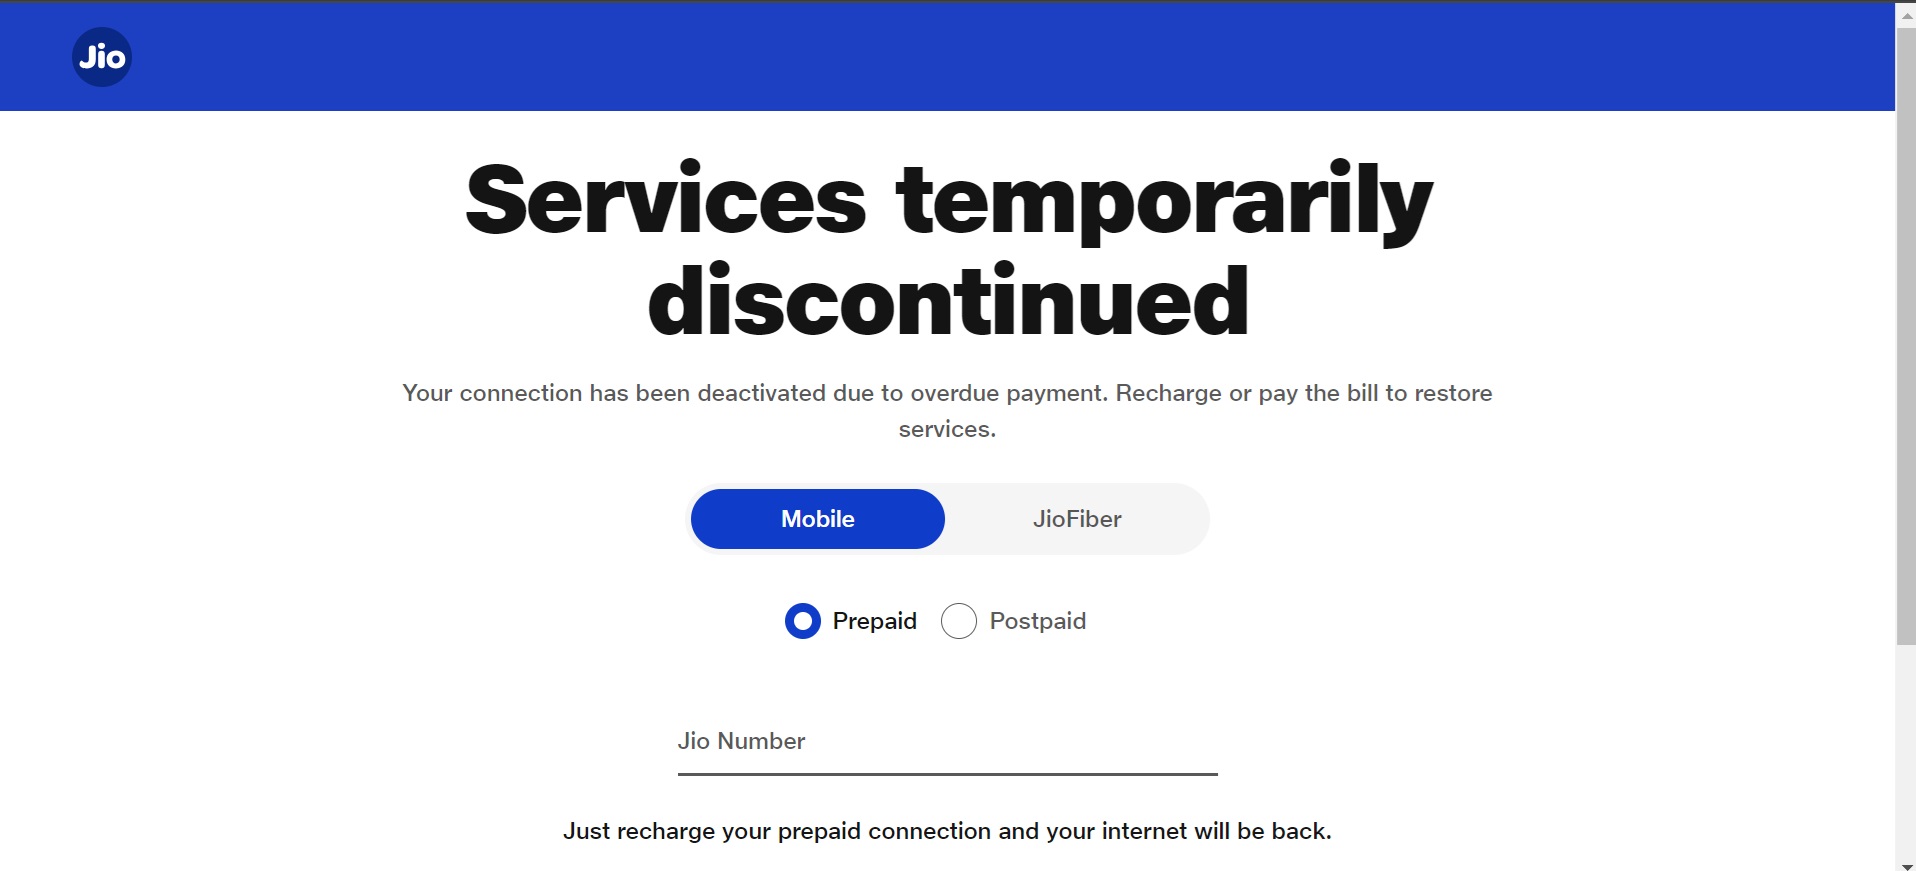 Jio
Services temporarily
discontinued
Your connection has been deactivated due to overdue payment. Recharge or pay the bill to restore
services.
Mobile
JioFiber
Prepaid
Postpaid
Jio Number
Just recharge your prepaid connection and your internet will be back.